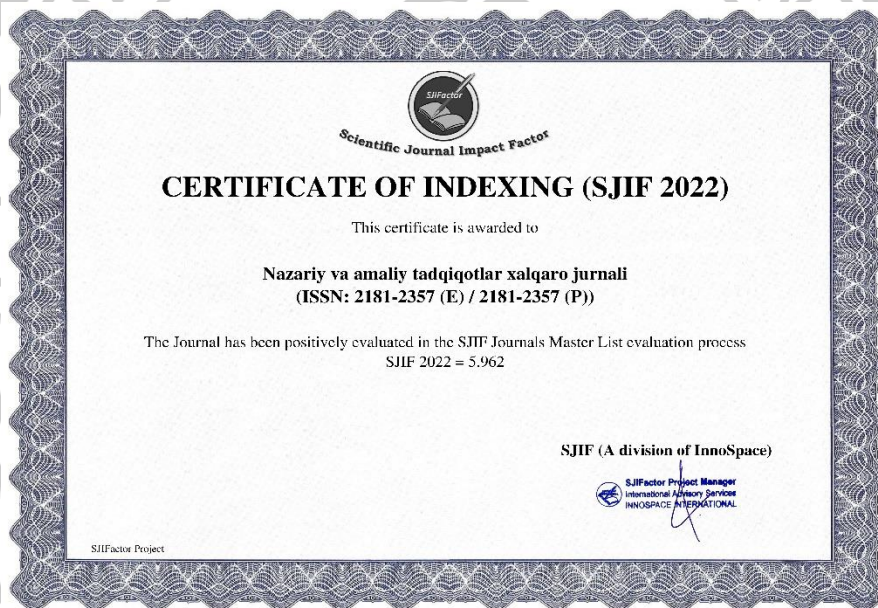 SJIFactor
Scientific Journal Impact Factor
CERTIFICATE OF INDEXING (SJIF 2022)
This certificate is awarded to
Nazariy va amaliy tadqiqotlar xalqaro jurnali
(ISSN: 2181-2357 (E) / 2181-2357 (P))
The Journal has been positively evaluated in the SJIF Journals Master List evaluation process
SJIF 2022 = 5.962
SJIF (A division of InnoSpace)
SJIFactor Project Manager
International Advisory Services
INNOSPACE INTERNATIONAL
SJIFactor Project